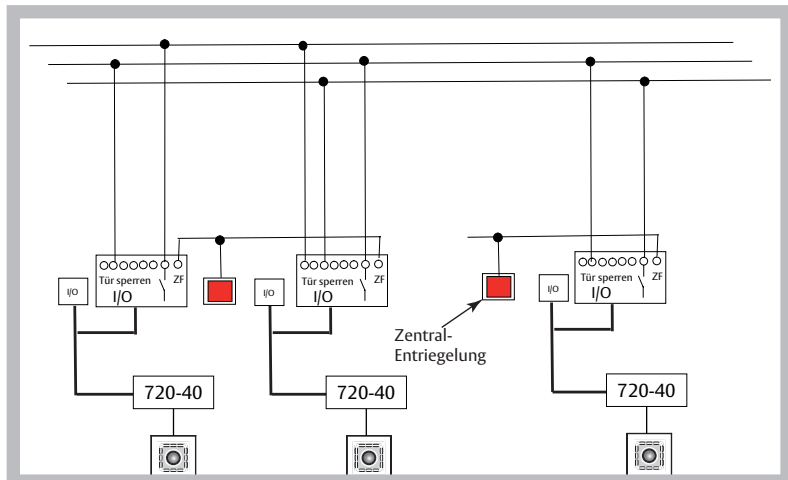 Tür sperren ZF
I/O
I/O
Tür sperren ZF
I/O
I/O
Tür sperren ZF
I/O
I/O
Zentral-
Entriegelung
720-40
720-40
720-40